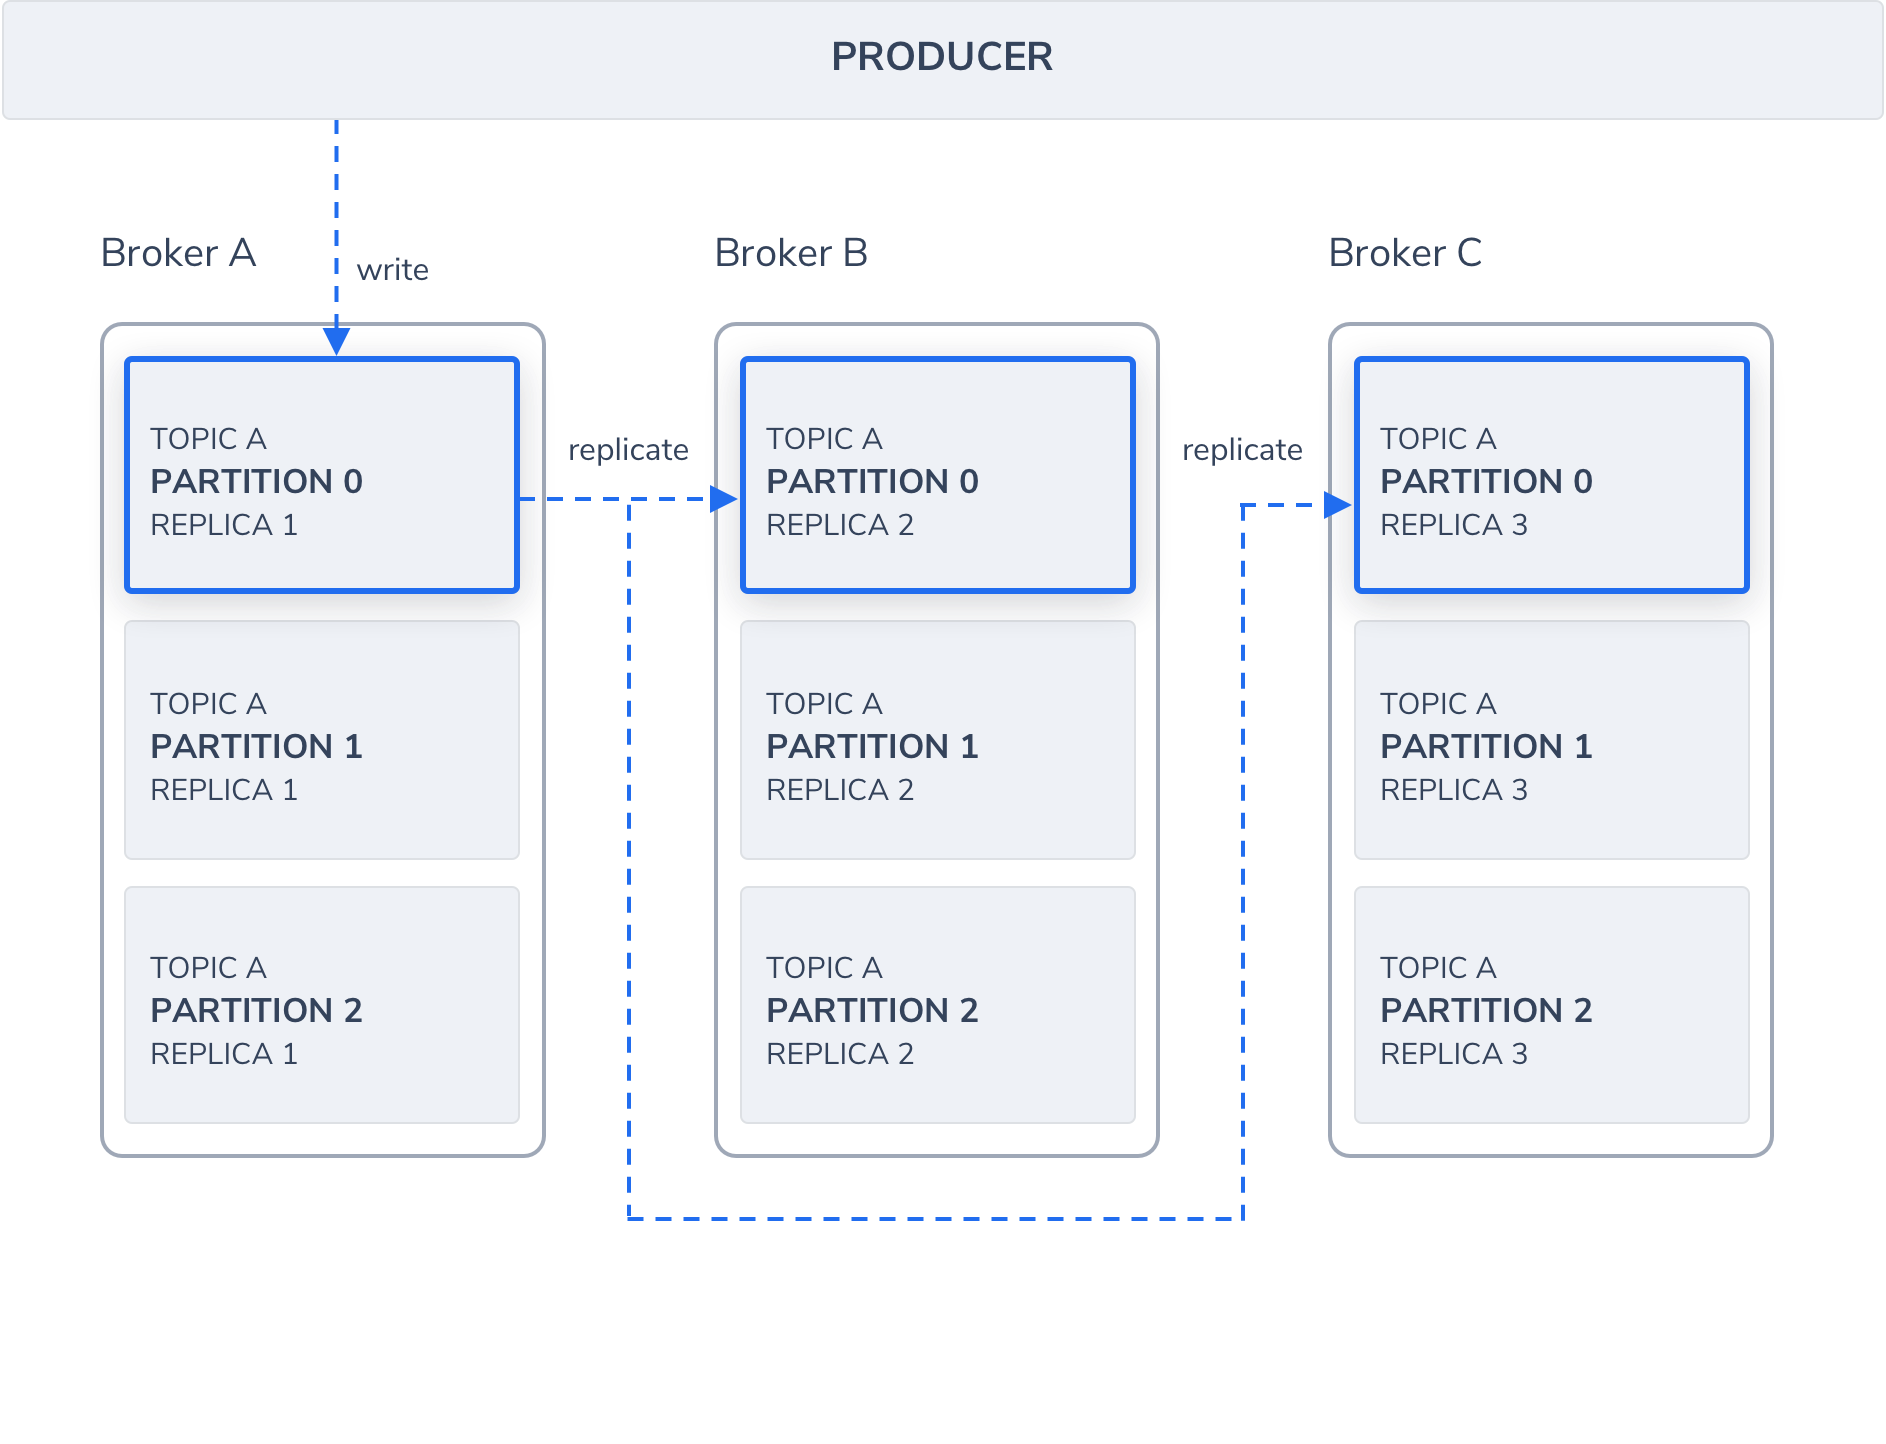 PRODUCER
Broker A
write
Broker B
Broker C
TOPIC A
PARTITION 0
REPLICA 1
replicate
TOPIC A
PARTITION 0
REPLICA 2
replicate
TOPIC A
PARTITION 0
REPLICA 3
TOPIC A
PARTITION 1
REPLICA 1
TOPIC A
PARTITION 1
REPLICA 2
TOPIC A
PARTITION 1
REPLICA 3
TOPIC A
PARTITION 2
REPLICA 1
TOPIC A
PARTITION 2
REPLICA 2
TOPIC A
PARTITION 2
REPLICA 3